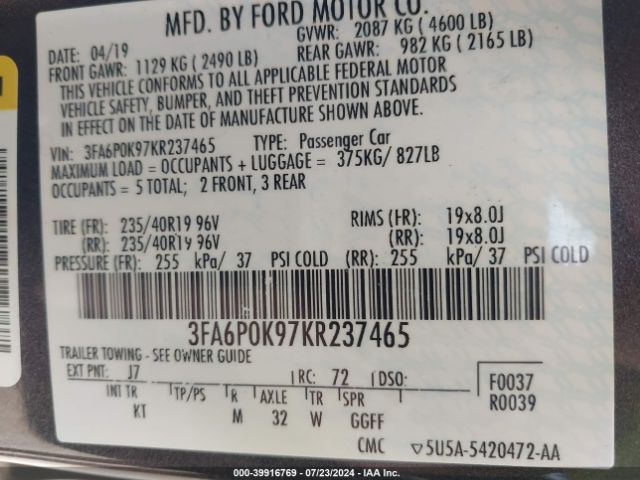 MFD. BY FORD MOTOR CO.
DATE: 04/19 GVWR: 2087 KG ( 4600 LB)
FRONT GAWR: 1129 KG ( 2490 LB) REAR GAWR: 982 KG ( 2165 LB)
THIS VEHICLE CONFORMS TO ALL APPLICABLE FEDERAL MOTOR
VEHICLE SAFETY, BUMPER, AND THEFT PREVENTION STANDARDS
IN EFFECT ON THE DATE OF MANUFACTURE SHOWN ABOVE.
VIN: 3FA6P0K97KR237465 TYPE: Passenger Car
MAXIMUM LOAD = OCCUPANTS + LUGGAGE = 375KG/ 827LB
OCCUPANTS = 5 TOTAL; 2 FRONT, 3 REAR
TIRE (FR): 235/40R19 96V RIMS (FR): 19x8.0J
(RR): 235/40R19 96V (RR): 19x8.0J
PRESSURE (FR): 255 kPa/ 37 PSI COLD (RR): 255 kPa/ 37 PSI COLD
3FA6P0K97KR237465
TRAILER TOWING - SEE OWNER GUIDE
EXT PNT: J7 RC: 72 DSO: F0037
INT TR TP/PS R AXLE TR SPR R0039
KT M 32 W GGFF
CMC ▽5U5A-5420472-AA
000-39916769 - 07/23/2024 - IAA Inc.